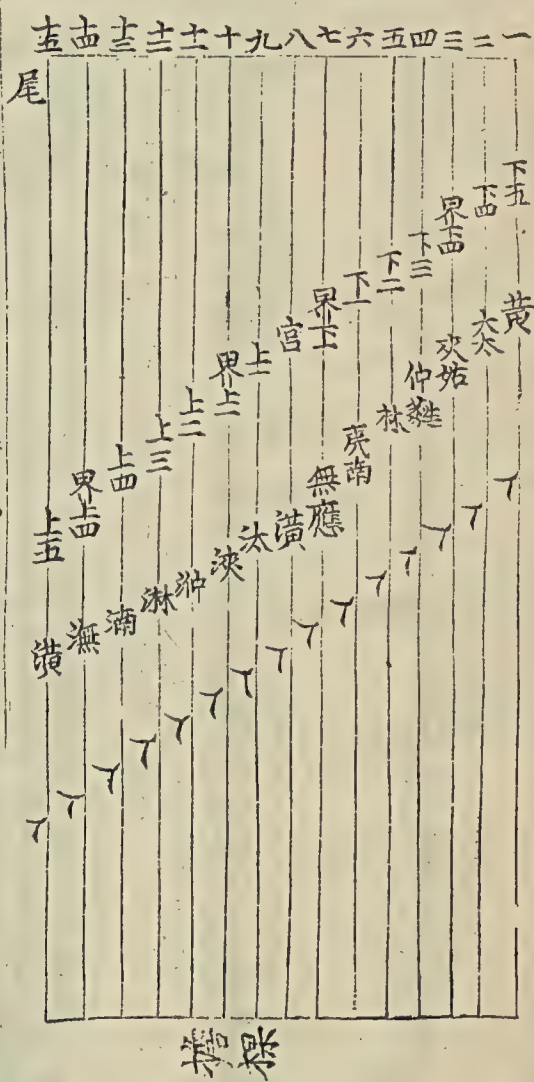 一 二 三 四 五 六 七 八 九 十 十一 十二 十三 十四 十五
尾
下五 下四 界下四 下三 下二 下一 界下一 宮 上一 界上一 上二 上三 上四 界上四 上五
黃 太 夾姑 仲蕤 林 夷南 無應 潢 汰 浹 㳞 淋 湳 潕 潢